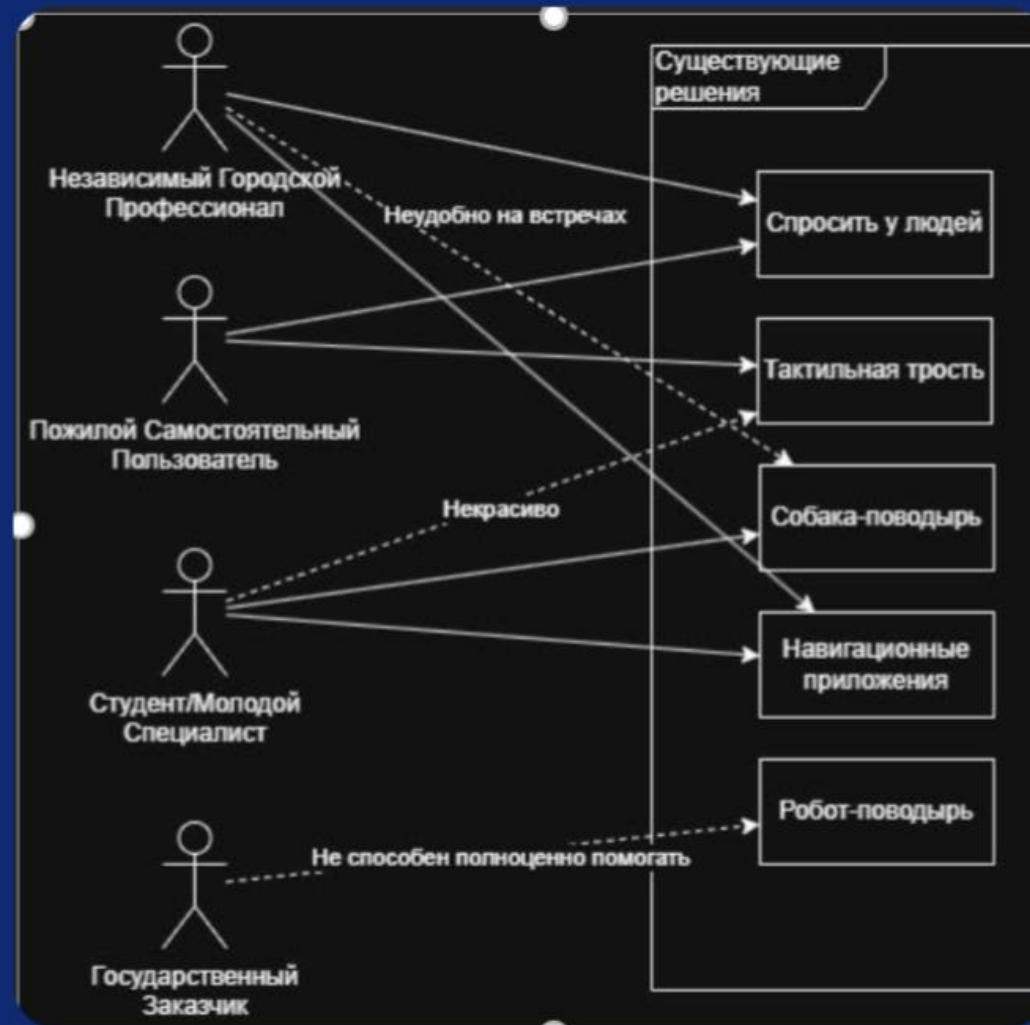 Существующие
решения
Независимый Городской
Профессионал
Неудобно на встречах
Спросить у людей
Тактильная трость
Пожилой Самостоятельный
Пользователь
Некрасиво
Собака-поводырь
Студент/Молодой
Специалист
Навигационные
приложения
Робот-поводырь
Не способен полноценно помогать
Государственный
Заказчик